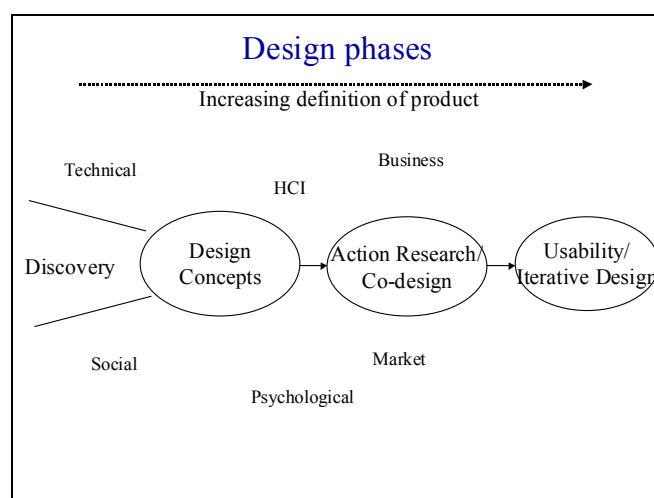 Design phases
Increasing definition of product
Business
Technical
HCI
Design
Concepts
Action Research/
Co-design
Usability/
Iterative Design
Discovery
Market
Social
Psychological